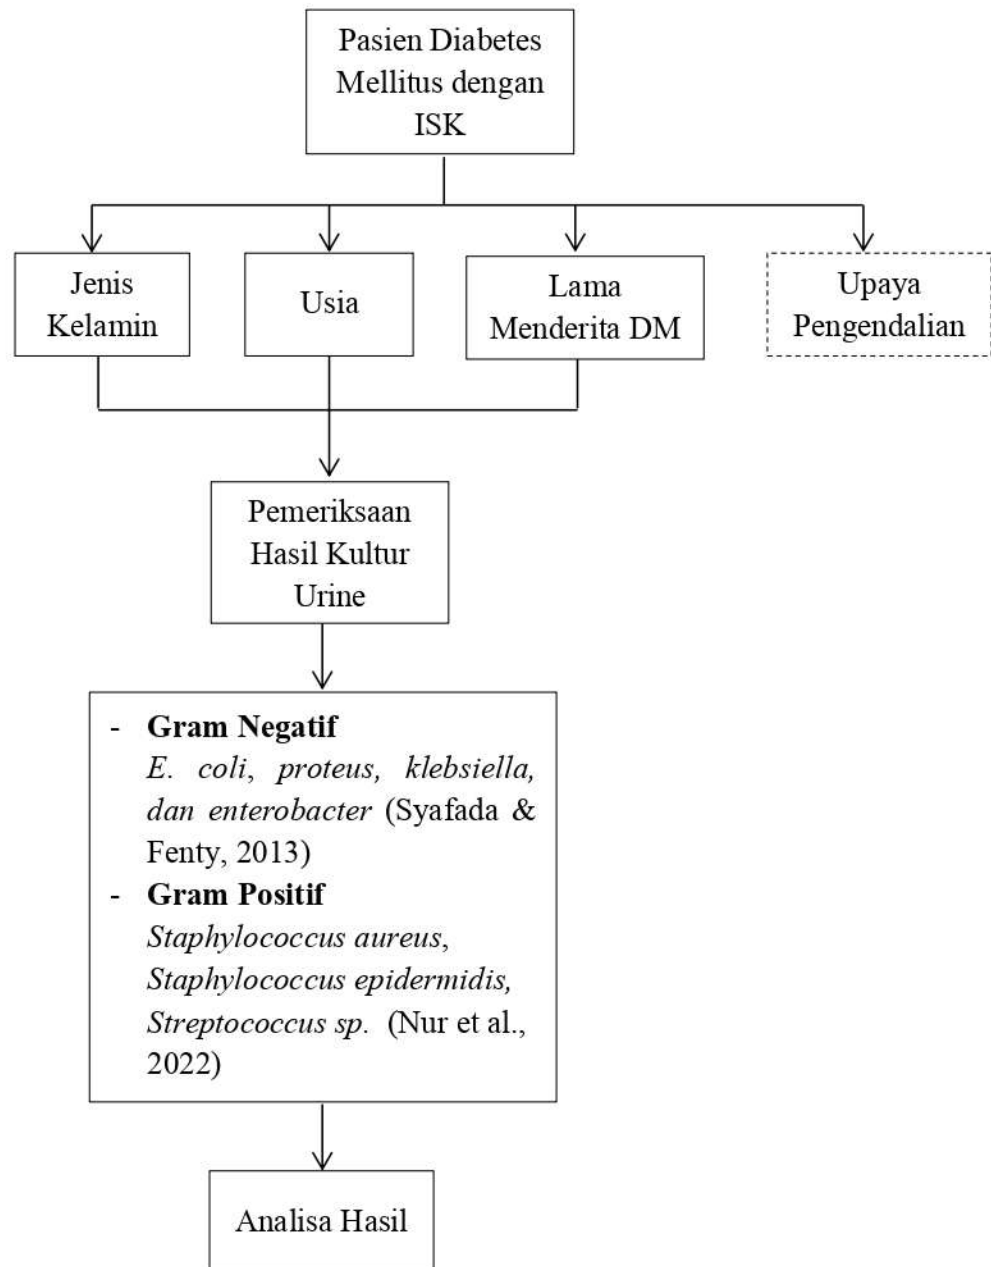 Pasien Diabetes
Mellitus dengan
ISK
Jenis
Kelamin
Usia
Lama
Menderita DM
Upaya
Pengendalian
Pemeriksaan
Hasil Kultur
Urine
- Gram Negatif
E. coli, proteus, klebsiella,
dan enterobacter (Syafada &
Fenty, 2013)
- Gram Positif
Staphylococcus aureus,
Staphylococcus epidermidis,
Streptococcus sp. (Nur et al.,
2022)
Analisa Hasil